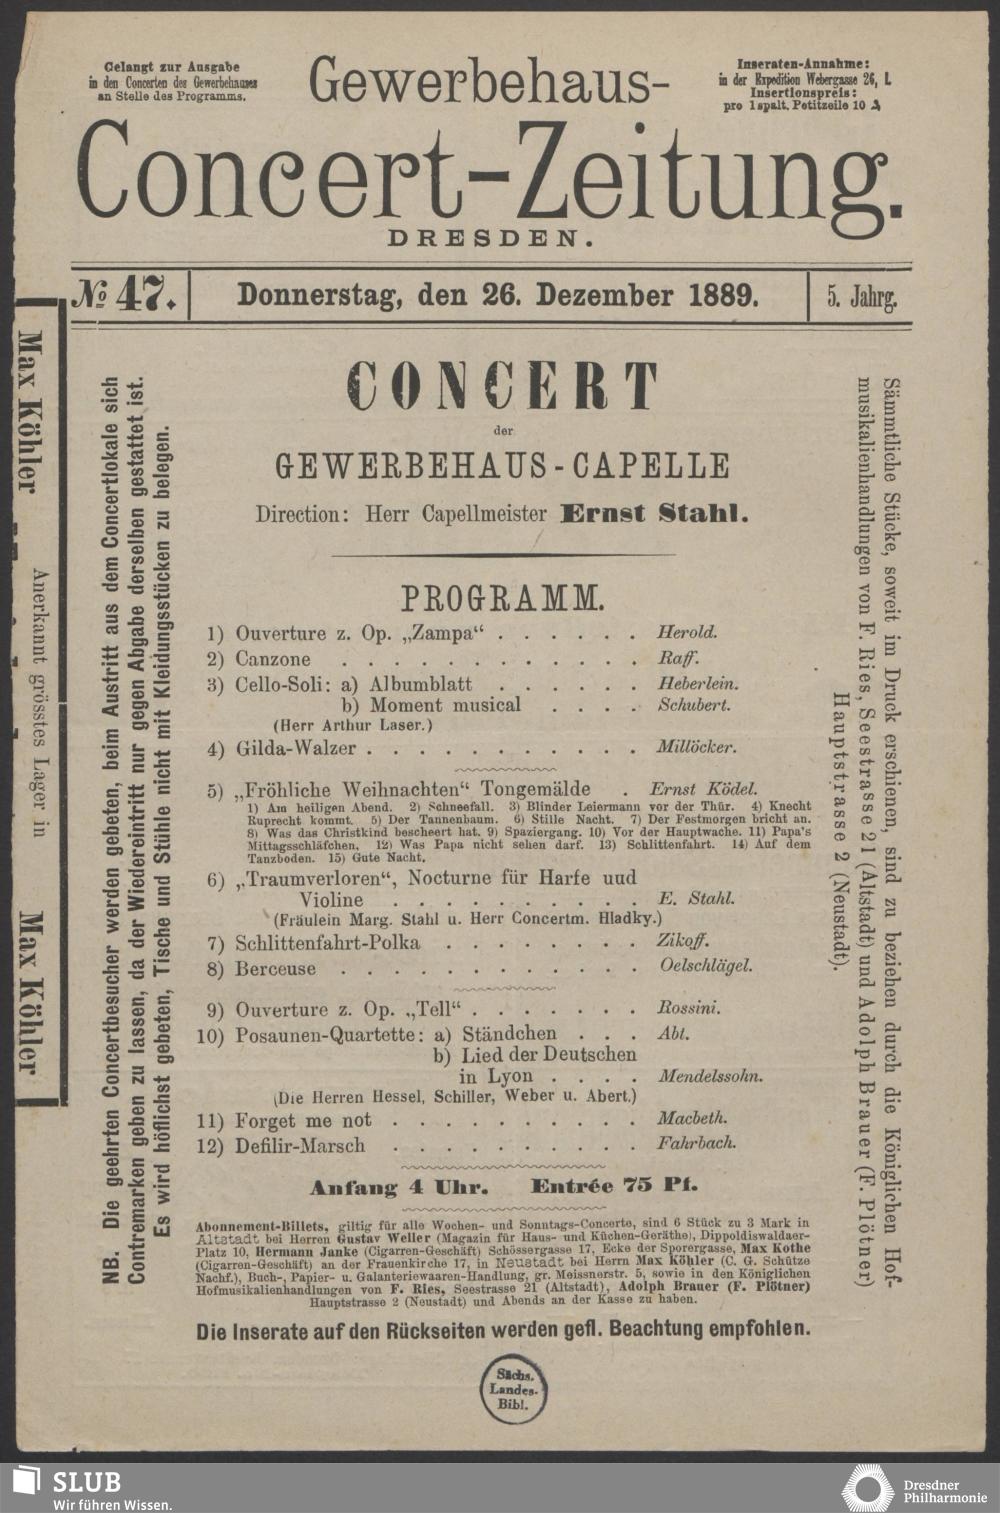 Gelangt zur Ausgabe
in den Concerten des Gewerbehauses
an Stelle des Programms.
Gewerbehaus-
Inseraten-Annahme:
in der Expedition Webergasse 26, I.
Insertionspreis:
pro 1spalt. Petitzeile 10 ₰
Concert-Zeitung.
DRESDEN.
№ 47.
Donnerstag, den 26. Dezember 1889.
5. Jahrg.
Max Köhler
Anerkannt grösstes Lager in
Max Köhler
NB. Die geehrten Concertbesucher werden gebeten, beim Austritt aus dem Concertlokale sich
Contremarken geben zu lassen, da der Wiedereintritt nur gegen Abgabe derselben gestattet ist.
Es wird höflichst gebeten, Tische und Stühle nicht mit Kleidungsstücken zu belegen.
CONCERT
der
GEWERBEHAUS-CAPELLE
Direction: Herr Capellmeister Ernst Stahl.
PROGRAMM.
1) Ouverture z. Op. „Zampa“ . . . . . . Herold.
2) Canzone . . . . . . . . . . . . Raff.
3) Cello-Soli: a) Albumblatt . . . . . . Heberlein.
b) Moment musical . . . . Schubert.
(Herr Arthur Laser.)
4) Gilda-Walzer . . . . . . . . . . . Millöcker.
5) „Fröhliche Weihnachten“ Tongemälde . Ernst Ködel.
1) Am heiligen Abend. 2) Schneefall. 3) Blinder Leiermann vor der Thür. 4) Knecht
Ruprecht kommt. 5) Der Tannenbaum. 6) Stille Nacht. 7) Der Festmorgen bricht an.
8) Was das Christkind bescheert hat. 9) Spaziergang. 10) Vor der Hauptwache. 11) Papa's
Mittagsschläfchen. 12) Was Papa nicht sehen darf. 13) Schlittenfahrt. 14) Auf dem
Tanzboden. 15) Gute Nacht.
6) „Traumverloren“, Nocturne für Harfe uud
Violine . . . . . . . . . . E. Stahl.
(Fräulein Marg. Stahl u. Herr Concertm. Hladky.)
7) Schlittenfahrt-Polka . . . . . . . . Zikoff.
8) Berceuse . . . . . . . . . . . . Oelschlägel.
9) Ouverture z. Op. „Tell“ . . . . . . . Rossini.
10) Posaunen-Quartette: a) Ständchen . . . Abt.
b) Lied der Deutschen
in Lyon . . . . Mendelssohn.
(Die Herren Hessel, Schiller, Weber u. Abert.)
11) Forget me not . . . . . . . . . . Macbeth.
12) Defilir-Marsch . . . . . . . . . . Fahrbach.
Anfang 4 Uhr. Entrée 75 Pf.
Abonnement-Billets, giltig für alle Wochen- und Sonntags-Concerte, sind 6 Stück zu 3 Mark in
Altstadt bei Herren Gustav Weller (Magazin für Haus- und Küchen-Geräthe), Dippoldiswaldaer-
Platz 10, Hermann Janke (Cigarren-Geschäft) Schössergasse 17, Ecke der Sporergasse, Max Kothe
(Cigarren-Geschäft) an der Frauenkirche 17, in Neustadt bei Herrn Max Köhler (C. G. Schütze
Nachf.), Buch-, Papier- u. Galanteriewaaren-Handlung, gr. Meissnerstr. 5, sowie in den Königlichen
Hofmusikalienhandlungen von F. Ries, Seestrasse 21 (Altstadt), Adolph Brauer (F. Plötner)
Hauptstrasse 2 (Neustadt) und Abends an der Kasse zu haben.
Die Inserate auf den Rückseiten werden gefl. Beachtung empfohlen.
Sämmtliche Stücke, soweit im Druck erschienen, sind zu beziehen durch die Königlichen Hof-
musikalienhandlungen von F. Ries, Seestrasse 21 (Altstadt) und Adolph Brauer (F. Plötner)
Hauptstrasse 2 (Neustadt).
Sächs.
Landes-
Bibl.
SLUB
Wir führen Wissen.
Dresdner
Philharmonie